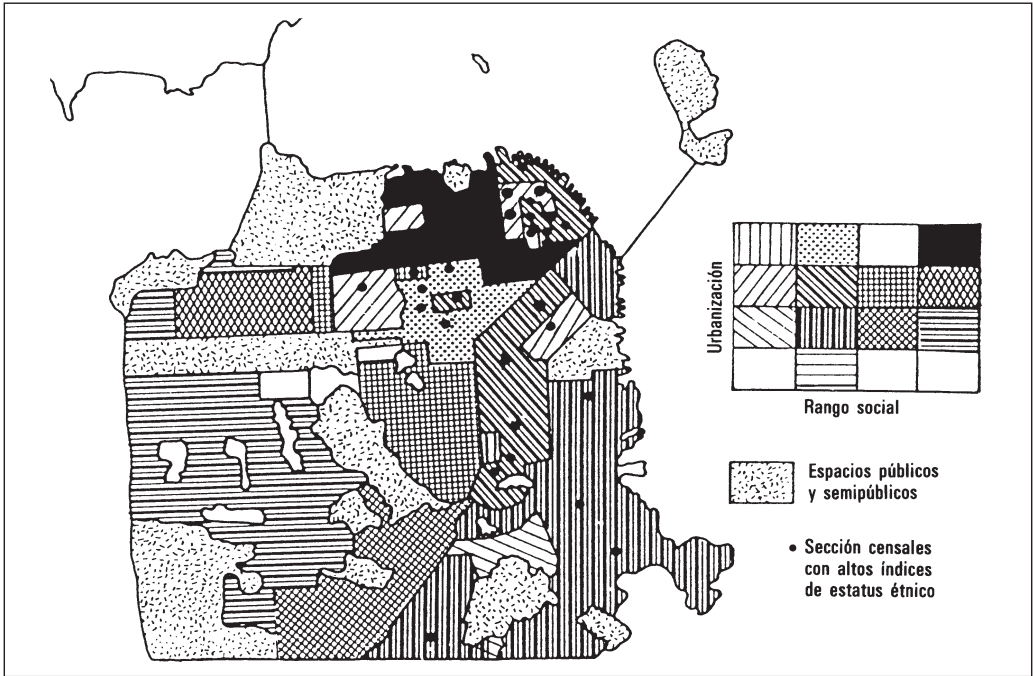 Urbanización
Rango social
Espacios públicos
y semipúblicos
Sección censales
con altos índices
de estatus étnico